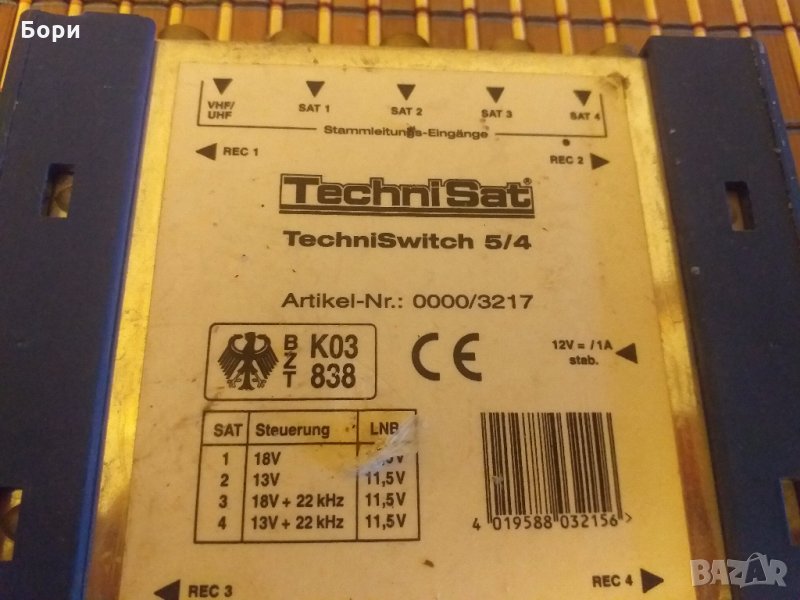 Бори
VHF/
UHF
SAT 1
SAT 2
SAT 3
SAT 4
Stammleitungs-Eingänge
REC 1
REC 2
TechniSat®
TechniSwitch 5/4
Artikel-Nr.: 0000/3217
BZT K03
838
CE
12V = /1A
stab.
SAT Steuerung LNB
1 18V
2 13V 11,5V
3 18V + 22 kHz 11,5V
4 13V + 22 kHz 11,5V
4 019588 032156 >
REC 3
REC 4
BAZAR